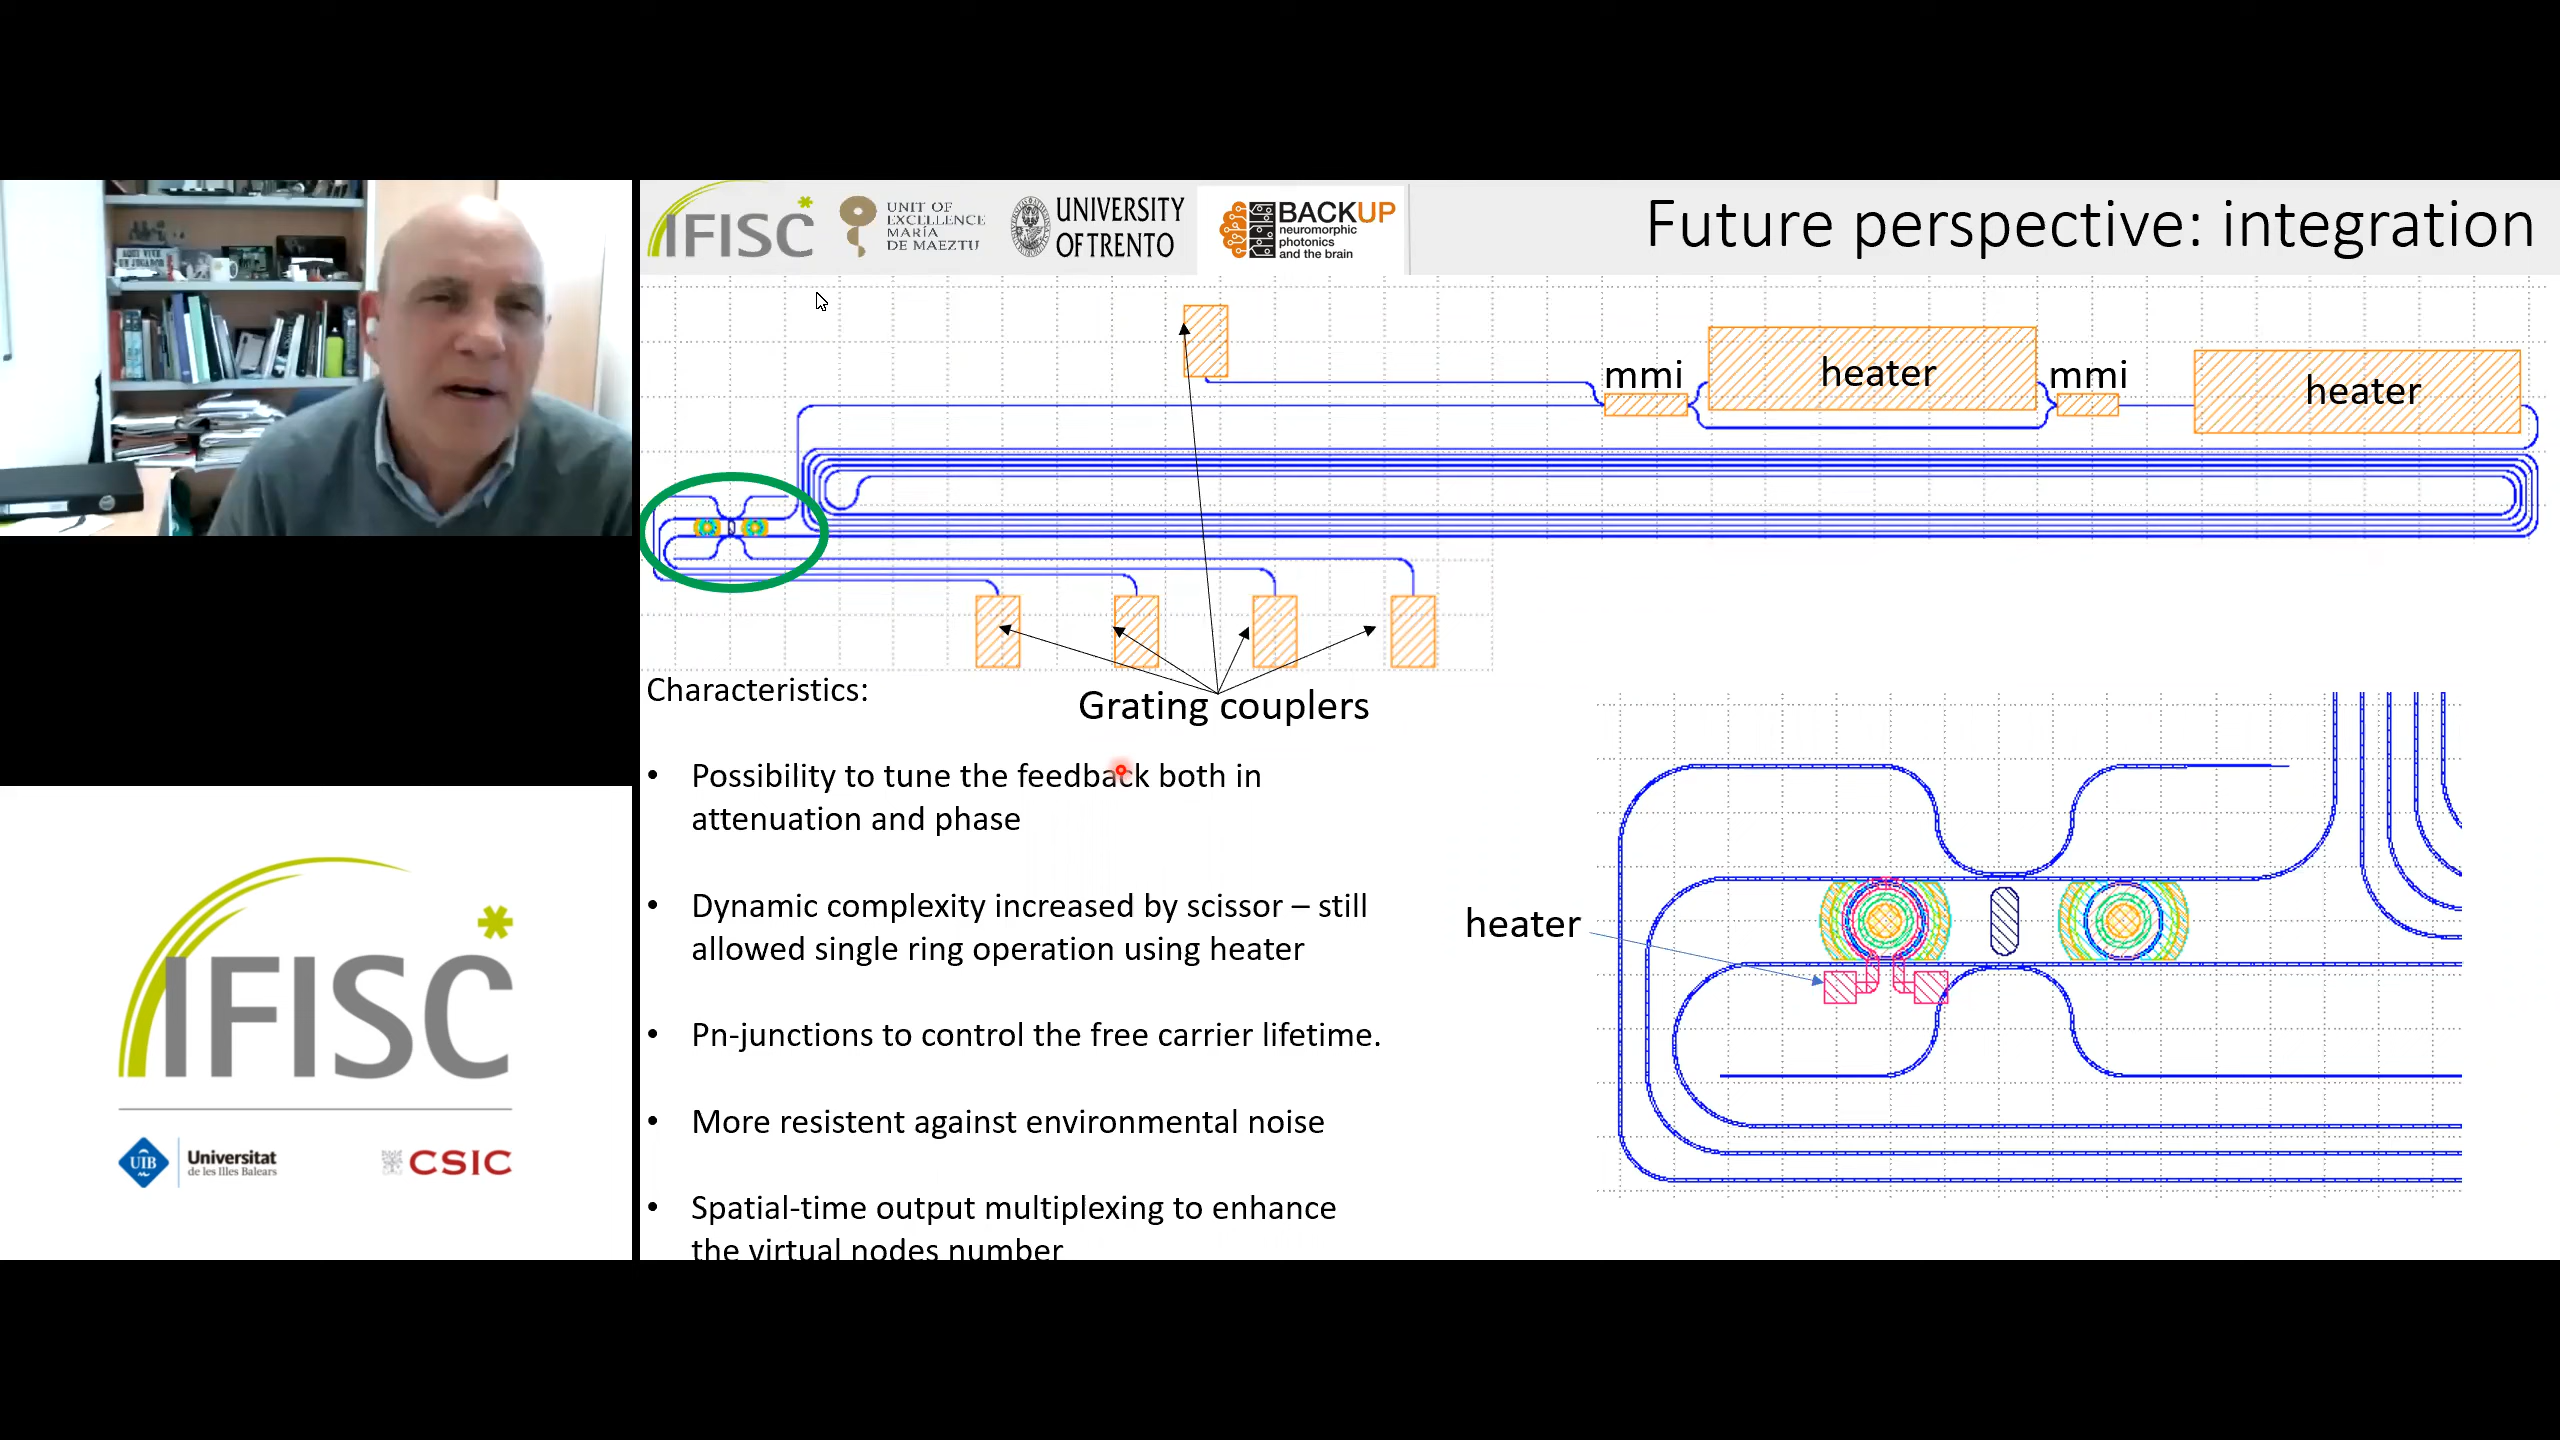 IFISC
UNIT OF
EXCELLENCE
MARÍA
DE MAEZTU
UNIVERSITY
OF TRENTO
BACKUP
neuromorphic
photonics
and the brain
Future perspective: integration
mmi
heater
mmi
heater
Grating couplers
Characteristics:
• Possibility to tune the feedback both in
attenuation and phase
• Dynamic complexity increased by scissor – still
allowed single ring operation using heater
• Pn-junctions to control the free carrier lifetime.
• More resistent against environmental noise
• Spatial-time output multiplexing to enhance
the virtual nodes number
heater
IFISC
UIB
Universitat
de les Illes Balears
CSIC